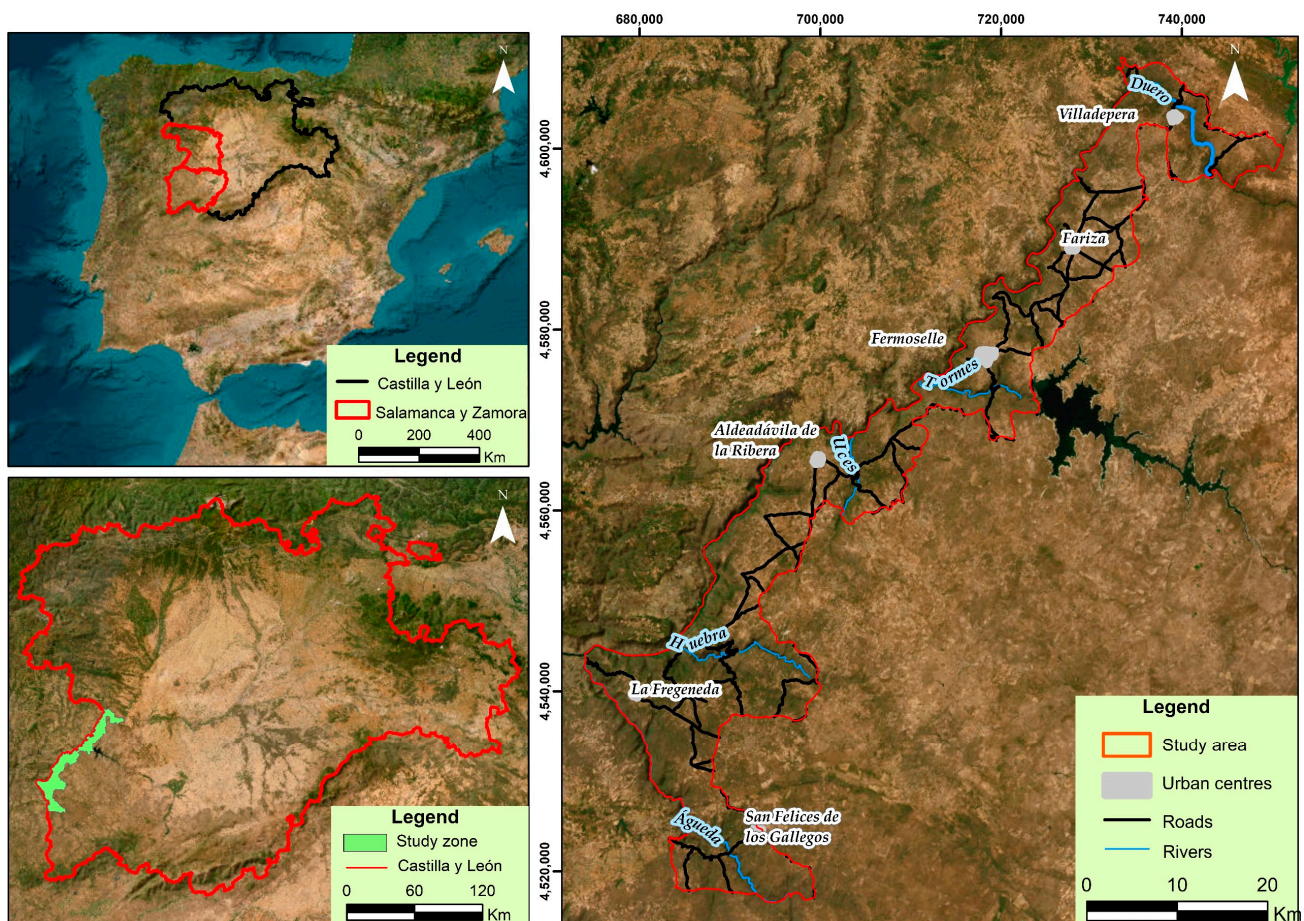 N
Legend
Castilla y León
Salamanca y Zamora
0 200 400
Km
N
Legend
Study zone
Castilla y León
0 60 120
Km
680,000 700,000 720,000 740,000
4,600,000
4,580,000
4,560,000
4,540,000
4,520,000
N
Duero
Villadepera
Fariza
Fermoselle
Tormes
Aldeadávila de
la Ribera
Uces
Huebra
La Fregeneda
San Felices de
los Gallegos
Águeda
Legend
Study area
Urban centres
Roads
Rivers
0 10 20
Km